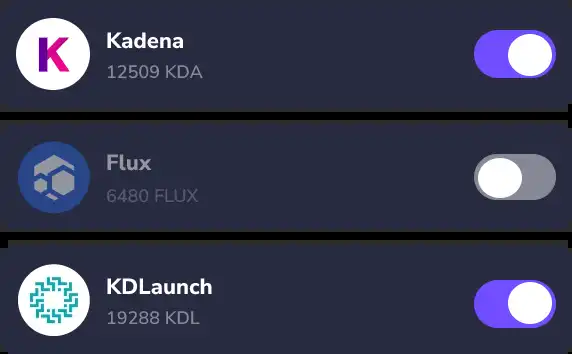 Kadena
12509 KDA
Flux
6480 FLUX
KDLaunch
19288 KDL